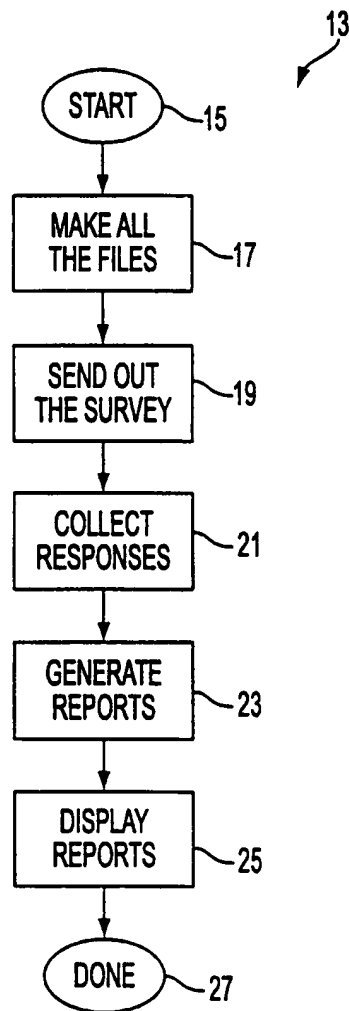 13
START
15
MAKE ALL
THE FILES
17
SEND OUT
THE SURVEY
19
COLLECT
RESPONSES
21
GENERATE
REPORTS
23
DISPLAY
REPORTS
25
DONE
27